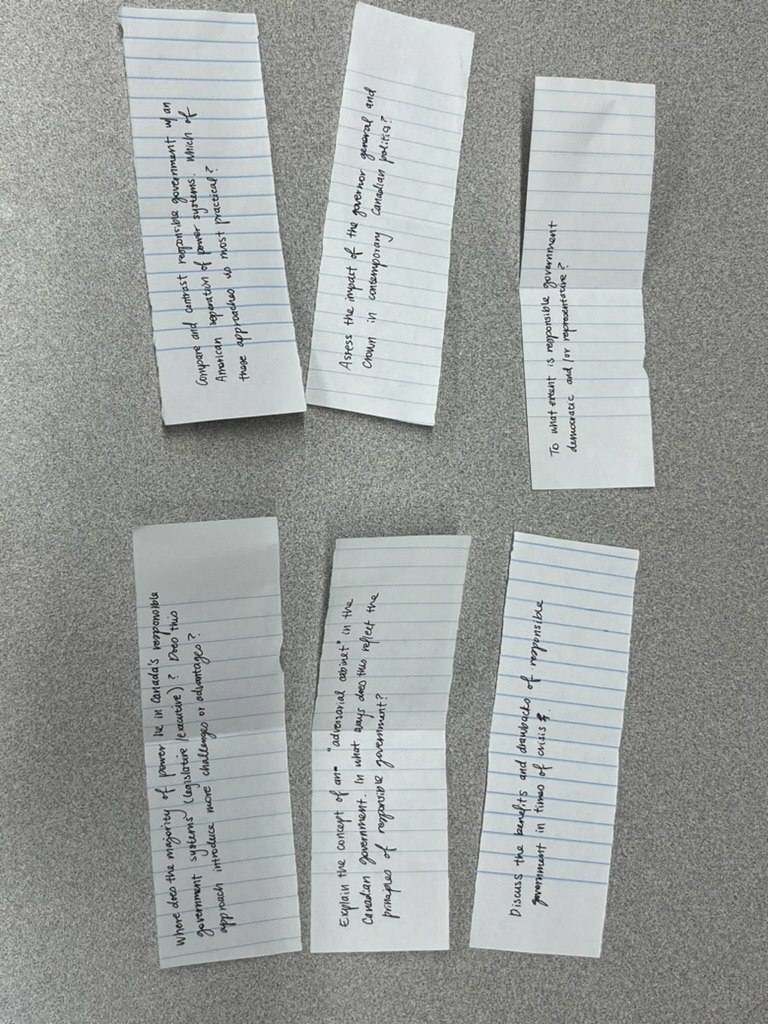 Compare and contrast responsible government w/ an
American seperation of power systems. Which of
these approaches is most practical?
Assess the impact of the governor general and
Crown in contemporary Canadian politics?
To what extent is responsible government
democratic and/or representative?
Where does the majority of power lie in Canada's responsible
government systems (legislative/executive)? Does this
approach introduce more challenges or advantages?
Explain the concept of an "adversarial cabinet" in the
Canadian government. In what ways does this reflect the
principles of responsible government?
Discuss the benefits and drawbacks of responsible
government in times of crisis.